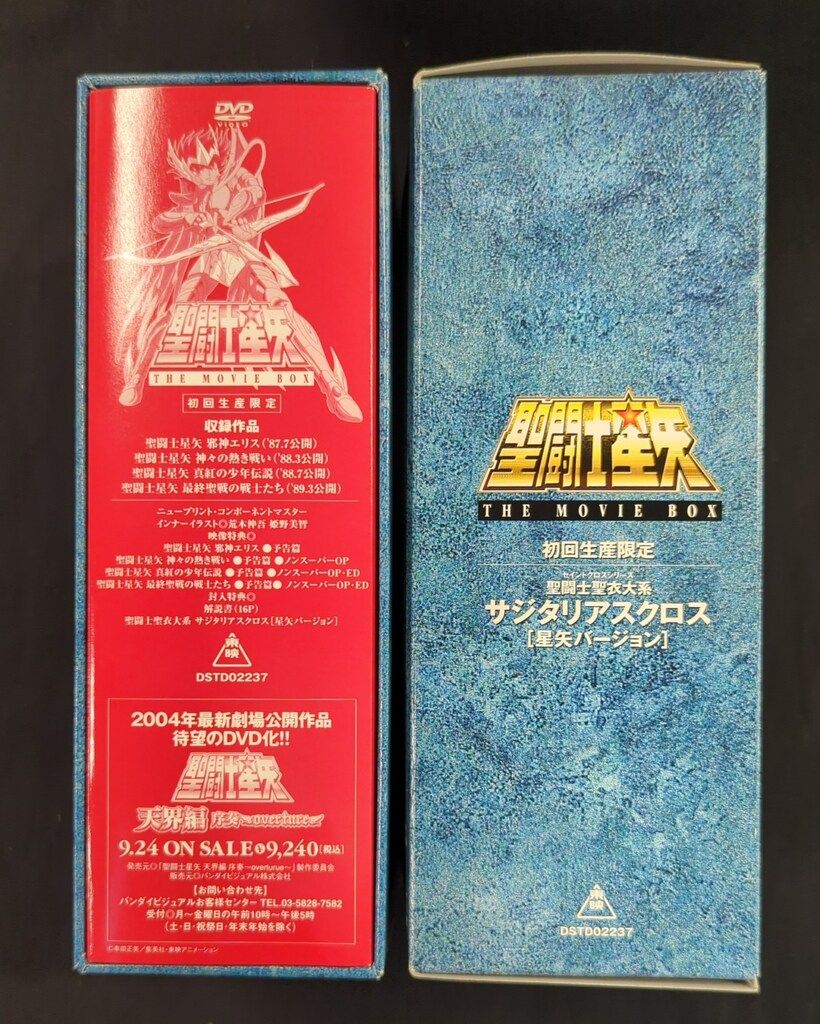 DVD
VIDEO
聖闘士星矢
THE MOVIE BOX
初回生産限定
収録作品
聖闘士星矢 邪神エリス('87.7公開)
聖闘士星矢 神々の熱き戦い('88.3公開)
聖闘士星矢 真紅の少年伝説('88.7公開)
聖闘士星矢 最終聖戦の戦士たち('89.3公開)
ニュープリント・コンポーネントマスター
インナーイラスト◎荒木伸吾 姫野美智
映像特典◎
聖闘士星矢 邪神エリス ●予告篇
聖闘士星矢 神々の熱き戦い ●予告篇 ●ノンスーパーOP
聖闘士星矢 真紅の少年伝説 ●予告篇 ●ノンスーパーOP・ED
聖闘士星矢 最終聖戦の戦士たち ●予告篇 ●ノンスーパーOP・ED
封入特典◎
解説書(16P)
聖闘士聖衣大系 サジタリアスクロス[星矢バージョン]
東映
DSTD02237
2004年最新劇場公開作品
待望のDVD化!!
聖闘士星矢
天界編 序奏~overture~
9.24 ON SALE 9,240[税込]
発売元◎「聖闘士星矢 天界編 序奏~overturue~」製作委員会
販売元◎バンダイビジュアル株式会社
【お問い合わせ先】
バンダイビジュアルお客様センター TEL.03-5828-7582
受付◎月~金曜日の午前10時~午後5時
(土・日・祝祭日・年末年始を除く)
©車田正美/集英社・東映アニメーション
聖闘士星矢
THE MOVIE BOX
初回生産限定
セイントクロスシリーズ
聖闘士聖衣大系
サジタリアスクロス
[星矢バージョン]
東映
DSTD02237